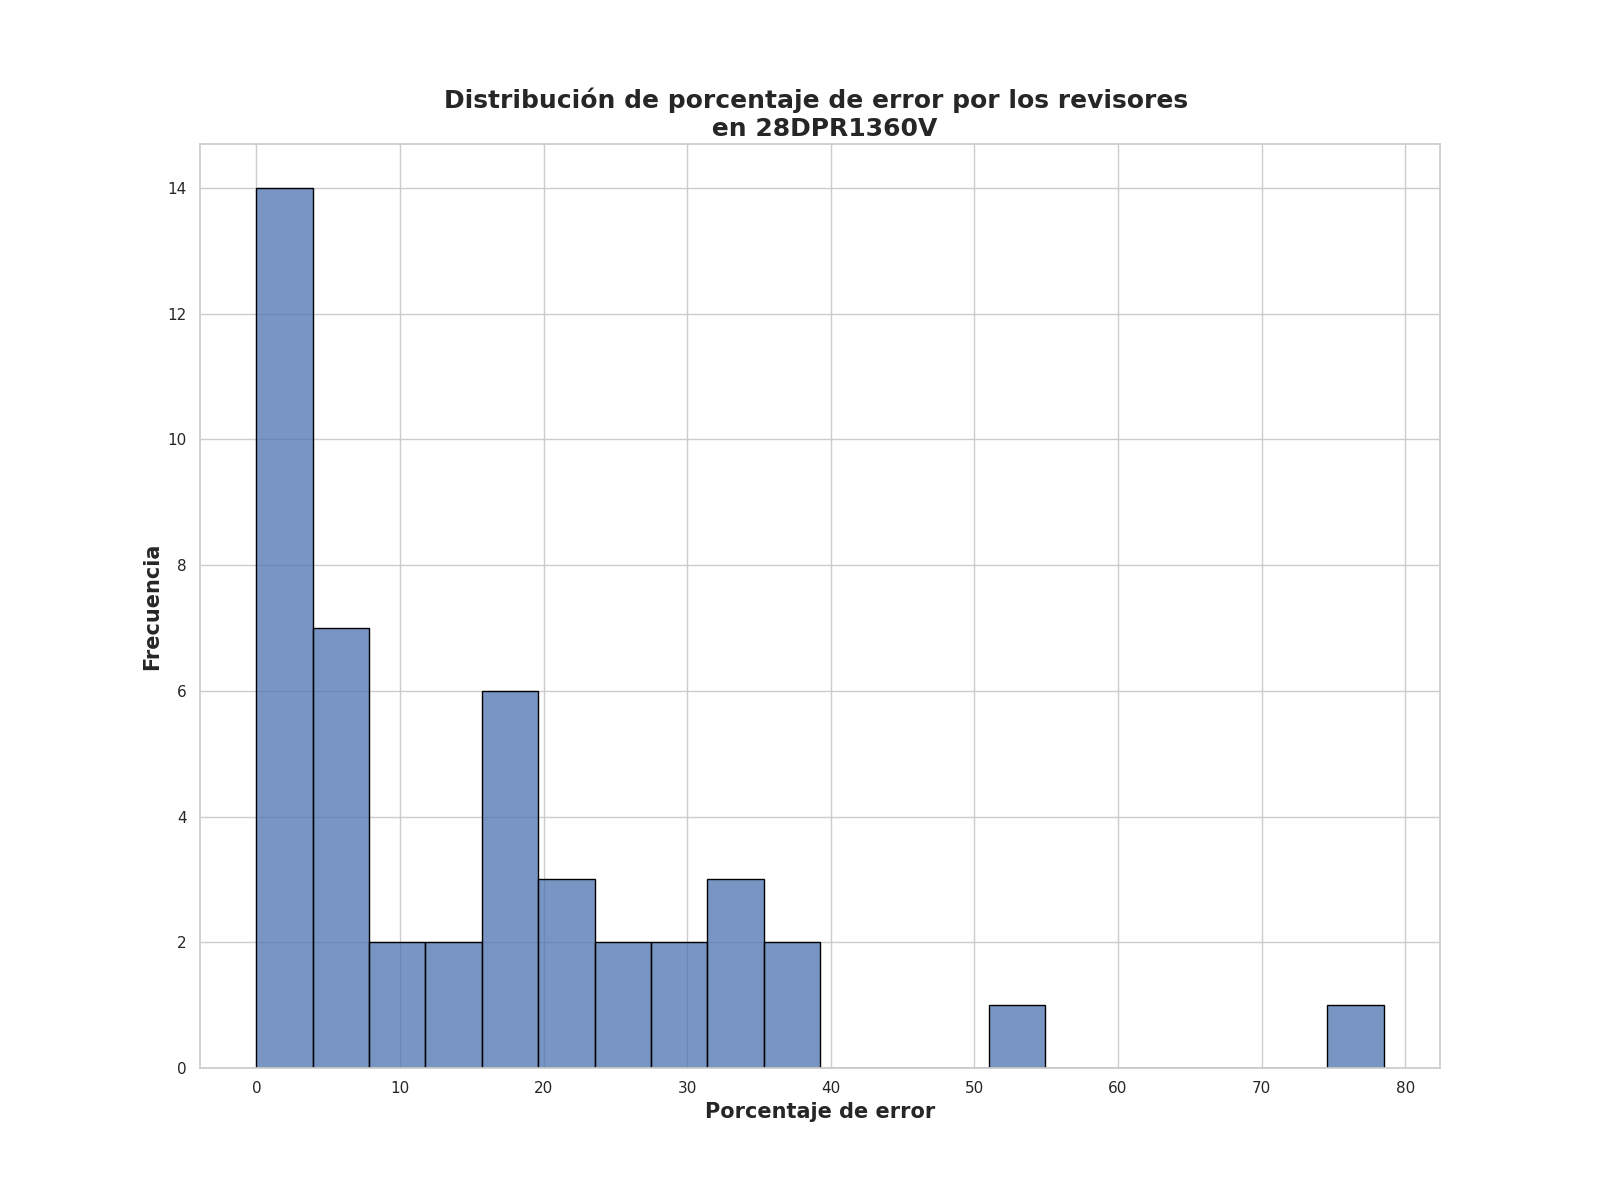 Distribución de porcentaje de error por los revisores
en 28DPR1360V
14
12
10
8
6
4
2
0
Frecuencia
0 10 20 30 40 50 60 70 80
Porcentaje de error